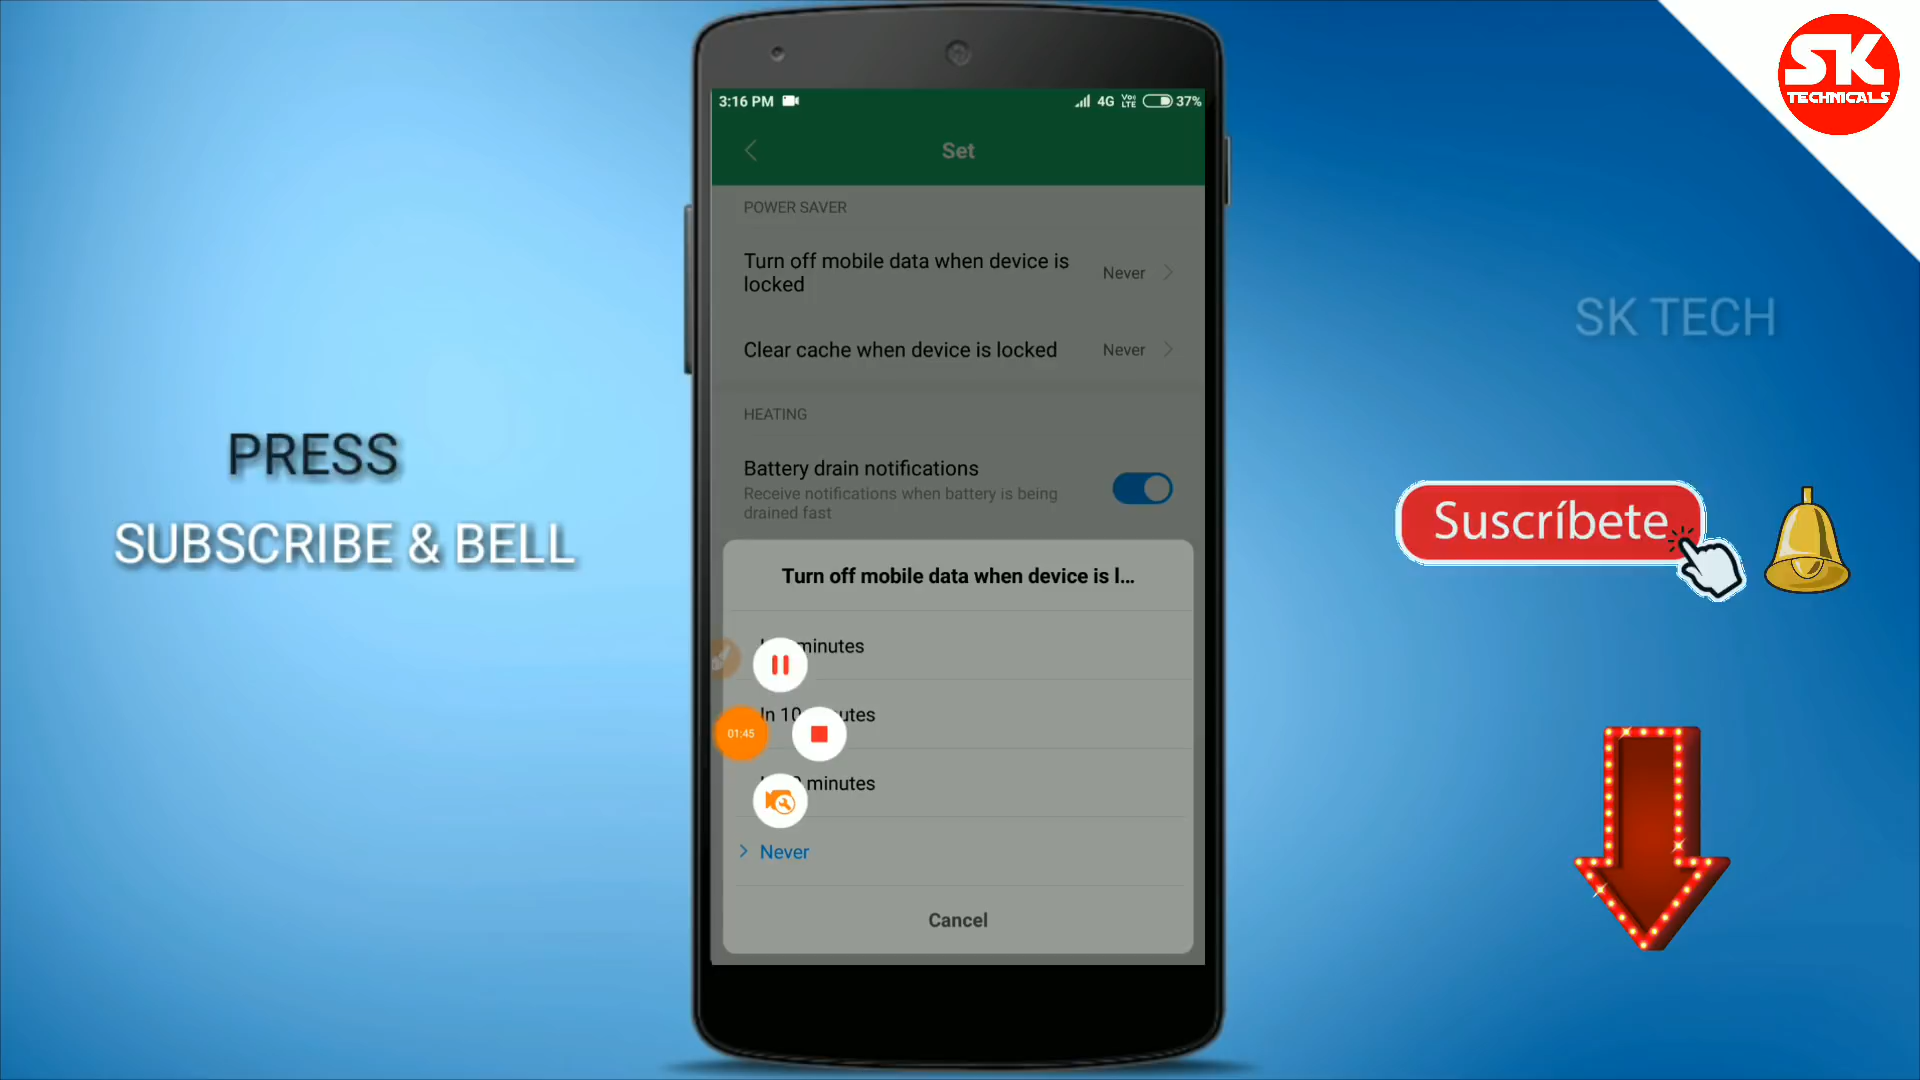 SK
TECHNICALS
3:16 PM
4G
VoLTE
37%
Set
POWER SAVER
Turn off mobile data when device is
locked
Never
Clear cache when device is locked
Never
HEATING
Battery drain notifications
Receive notifications when battery is being
drained fast
Turn off mobile data when device is l...
minutes
In 10
minutes
01:45
Never
Cancel
PRESS
SUBSCRIBE & BELL
SK TECH
Suscríbete